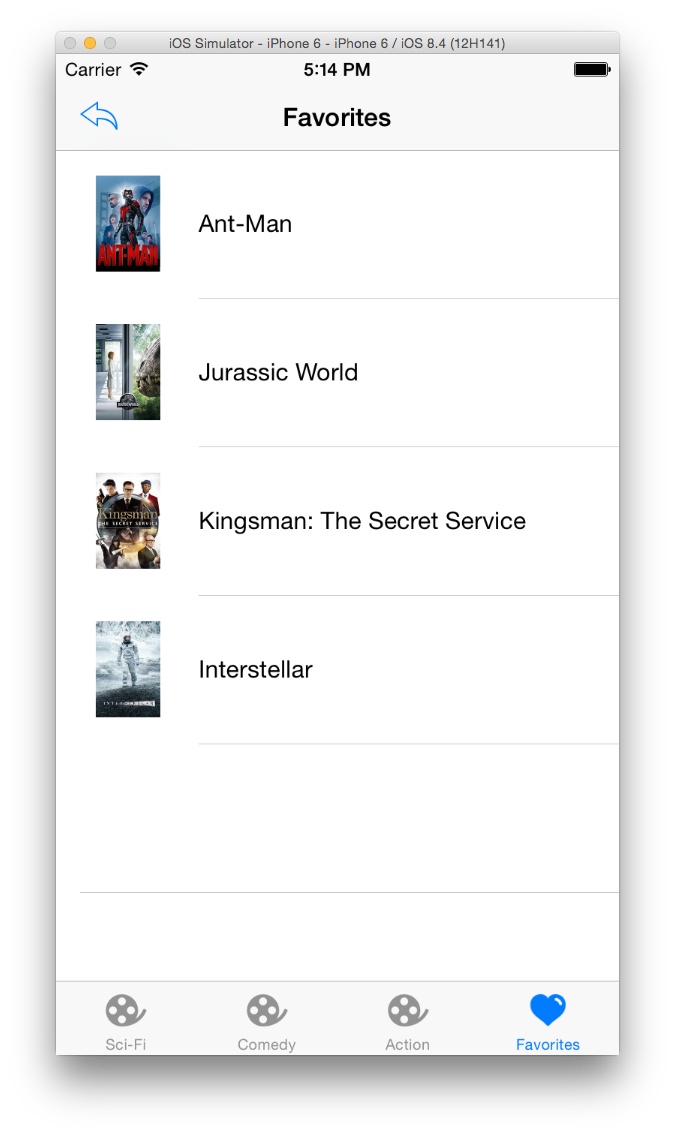 iOS Simulator - iPhone 6 - iPhone 6 / iOS 8.4 (12H141)
Carrier 5:14 PM
Favorites
ANT-MAN
Ant-Man
Jurassic World
Kingsman
THE SECRET SERVICE
Kingsman: The Secret Service
INTERSTELLAR
Interstellar
Sci-Fi Comedy Action Favorites